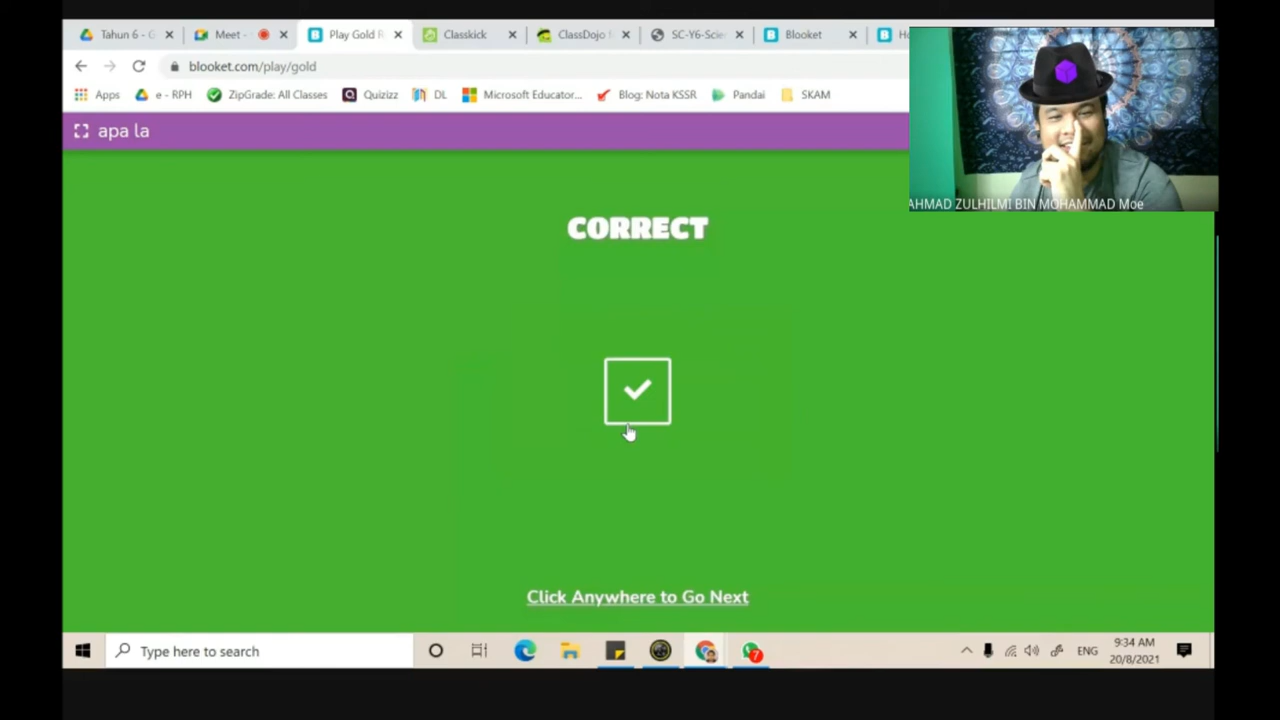 Tahun 6 - G
Meet -
Play Gold R
Classkick
ClassDojo f
SC-Y6-Scie
Blooket
blooket.com/play/gold
Apps
e - RPH
ZipGrade: All Classes
Quizizz
DL
Microsoft Educator...
Blog: Nota KSSR
Pandai
SKAM
apa la
AHMAD ZULHILMI BIN MOHAMMAD Moe
CORRECT
Click Anywhere to Go Next
Type here to search
7
ENG
9:34 AM
20/8/2021